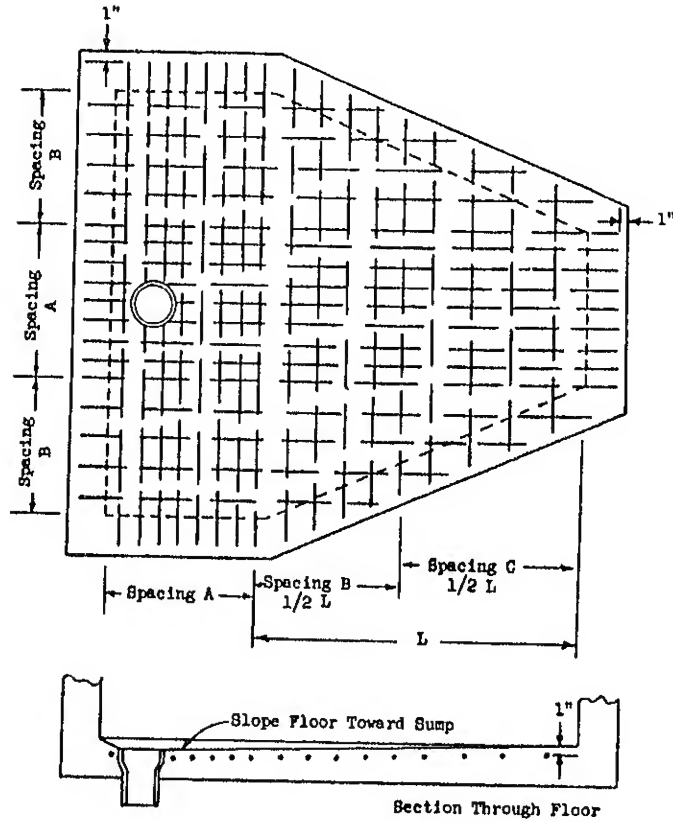 1"
Spacing
B
1"
Spacing
A
Spacing
B
Spacing A
Spacing B
1/2 L
Spacing C
1/2 L
L
Slope Floor Toward Sump
1"
Section Through Floor